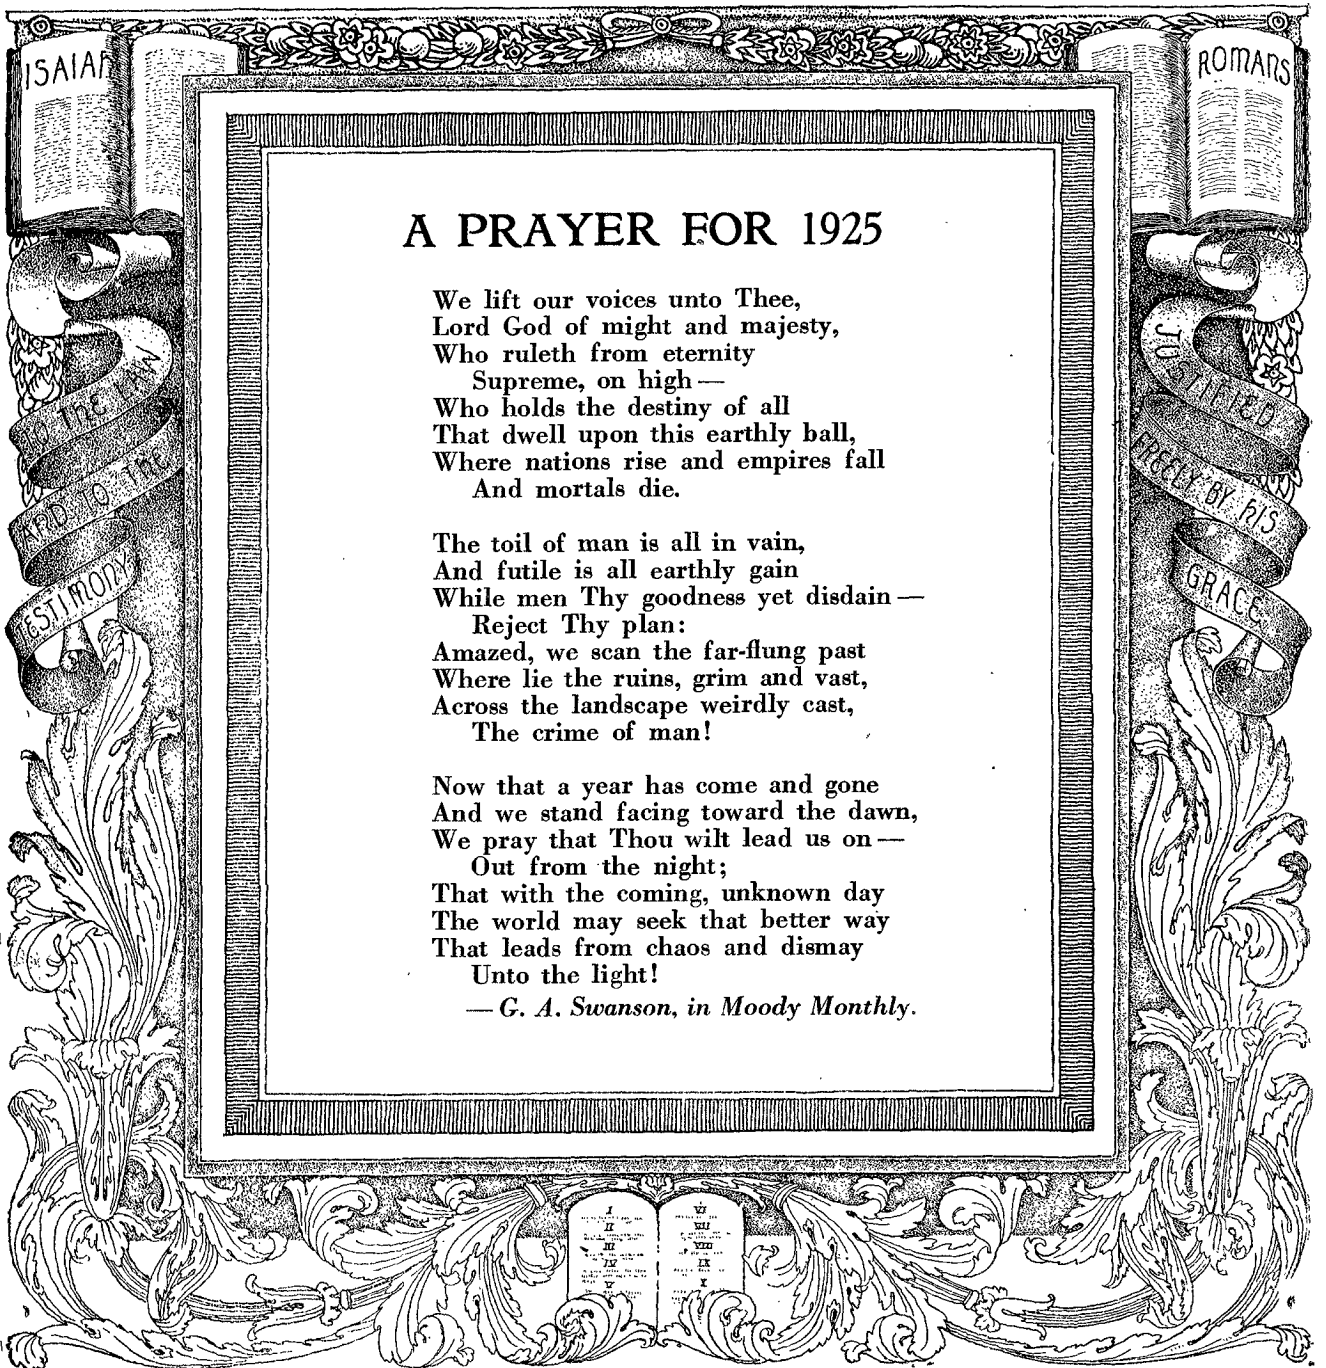 ISAIAH
ROMANS
A PRAYER FOR 1925
We lift our voices unto Thee,
Lord God of might and majesty,
Who ruleth from eternity
Supreme, on high —
Who holds the destiny of all
That dwell upon this earthly ball,
Where nations rise and empires fall
And mortals die.
The toil of man is all in vain,
And futile is all earthly gain
While men Thy goodness yet disdain —
Reject Thy plan:
Amazed, we scan the far-flung past
Where lie the ruins, grim and vast,
Across the landscape weirdly cast,
The crime of man!
Now that a year has come and gone
And we stand facing toward the dawn,
We pray that Thou wilt lead us on —
Out from the night;
That with the coming, unknown day
The world may seek that better way
That leads from chaos and dismay
Unto the light!
— G. A. Swanson, in Moody Monthly.
TO THE LAW
AND TO THE
TESTIMONY
JUSTIFIED
FREELY BY HIS
GRACE
I
II
III
IV
V
VI
VII
VIII
IX
X